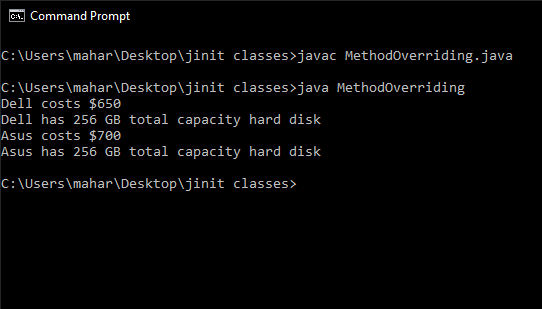 Command Prompt
C:\Users\mahar\Desktop\jinit classes>javac MethodOverriding.java
C:\Users\mahar\Desktop\jinit classes>java MethodOverriding
Dell costs $650
Dell has 256 GB total capacity hard disk
Asus costs $700
Asus has 256 GB total capacity hard disk
C:\Users\mahar\Desktop\jinit classes>